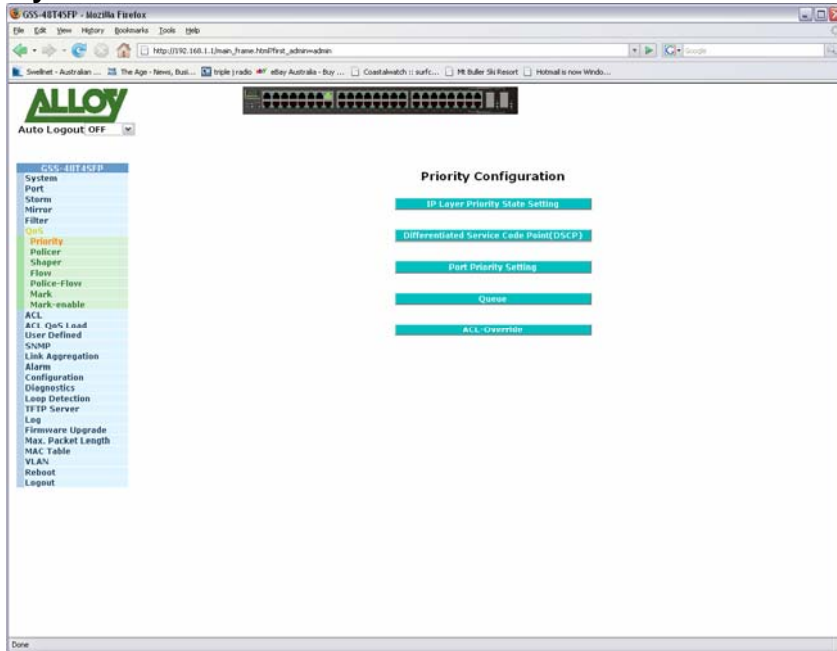 GSS-48T4SFP - Mozilla Firefox
File Edit View History Bookmarks Tools Help
http://192.168.1.1/main_frame.html?first_admin=admin
Google
Swellnet - Australian ... The Age - News, Busi... triple j radio eBay Australia - Buy ... Coastalwatch :: surfc... Mt Buller Ski Resort Hotmail is now Windo...
ALLOY
Auto Logout OFF
GSS-48T4SFP
System
Port
Storm
Mirror
Filter
QoS
Priority
Policer
Shaper
Flow
Police-Flow
Mark
Mark-enable
ACL
ACL QoS Load
User Defined
SNMP
Link Aggregation
Alarm
Configuration
Diagnostics
Loop Detection
TFTP Server
Log
Firmware Upgrade
Max. Packet Length
MAC Table
VLAN
Reboot
Logout
Priority Configuration
IP Layer Priority State Setting
Differentiated Service Code Point(DSCP)
Port Priority Setting
Queue
ACL-Override
Done